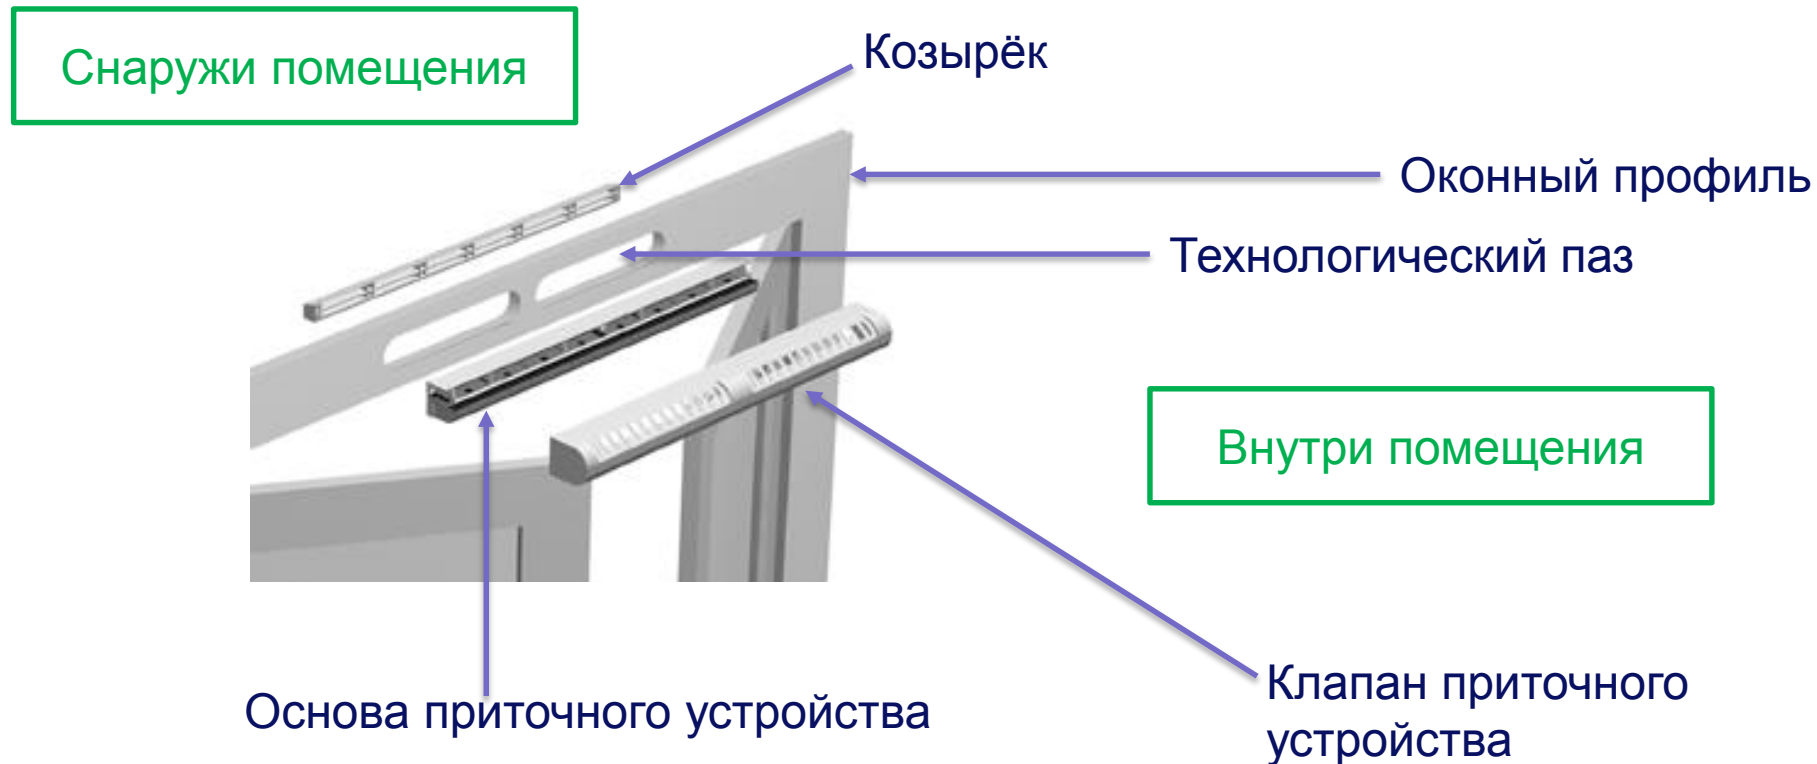 Снаружи помещения
Козырёк
Оконный профиль
Технологический паз
Внутри помещения
Основа приточного устройства
Клапан приточного
устройства